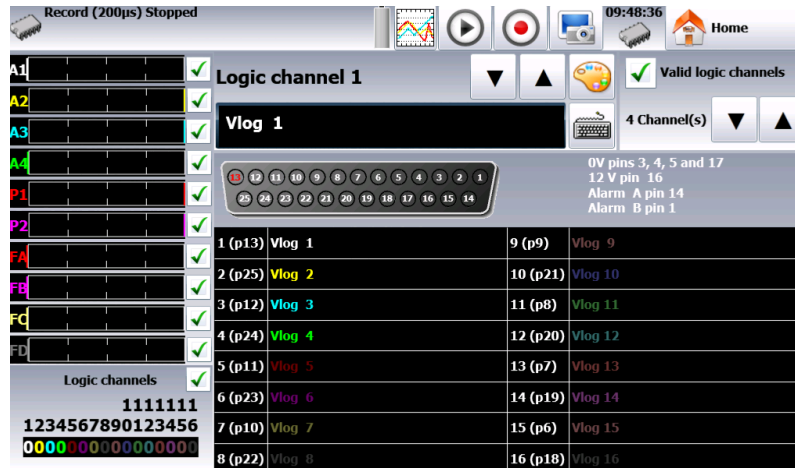 Record (200µs) Stopped
09:48:36
Home
A1
A2
A3
A4
P1
P2
FA
FB
FC
FD
Logic channels
1111111
1234567890123456
0000000000000000
Logic channel 1
Valid logic channels
Vlog 1
4 Channel(s)
13 12 11 10 9 8 7 6 5 4 3 2 1
25 24 23 22 21 20 19 18 17 16 15 14
0V pins 3, 4, 5 and 17
12 V pin 16
Alarm A pin 14
Alarm B pin 1
1 (p13) Vlog 1 9 (p9) Vlog 9
2 (p25) Vlog 2 10 (p21) Vlog 10
3 (p12) Vlog 3 11 (p8) Vlog 11
4 (p24) Vlog 4 12 (p20) Vlog 12
5 (p11) Vlog 5 13 (p7) Vlog 13
6 (p23) Vlog 6 14 (p19) Vlog 14
7 (p10) Vlog 7 15 (p6) Vlog 15
8 (p22) Vlog 8 16 (p18) Vlog 16